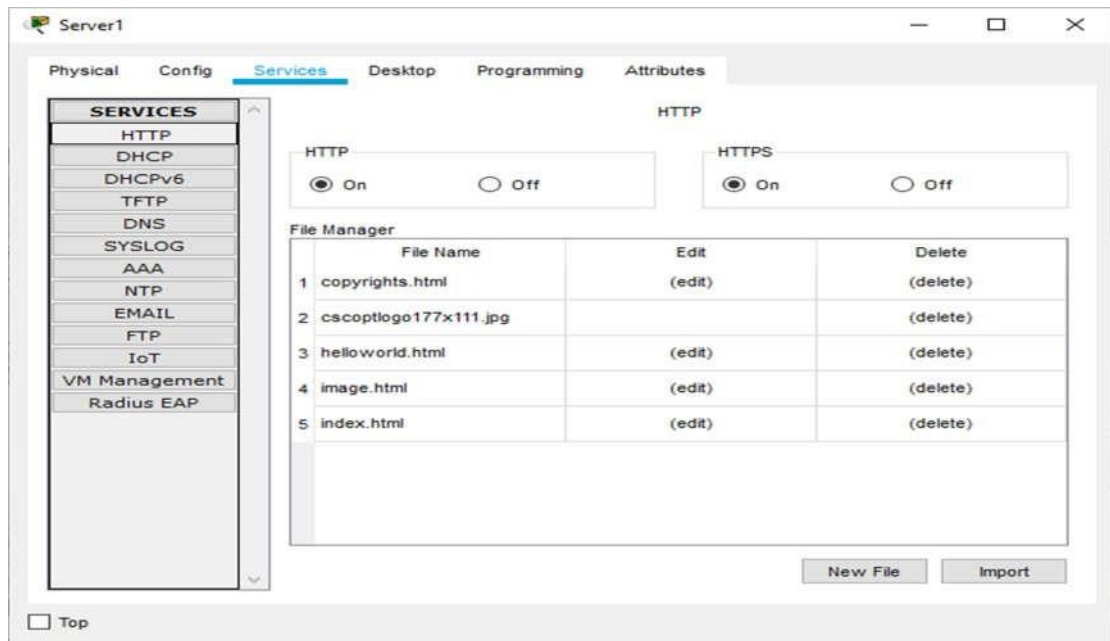 Server1
Physical Config Services Desktop Programming Attributes
SERVICES
HTTP
DHCP
DHCPv6
TFTP
DNS
SYSLOG
AAA
NTP
EMAIL
FTP
IoT
VM Management
Radius EAP
HTTP
HTTP
On Off
HTTPS
On Off
File Manager
File Name Edit Delete
1 copyrights.html (edit) (delete)
2 cscoptlogo177x111.jpg (delete)
3 helloworld.html (edit) (delete)
4 image.html (edit) (delete)
5 index.html (edit) (delete)
New File Import
Top